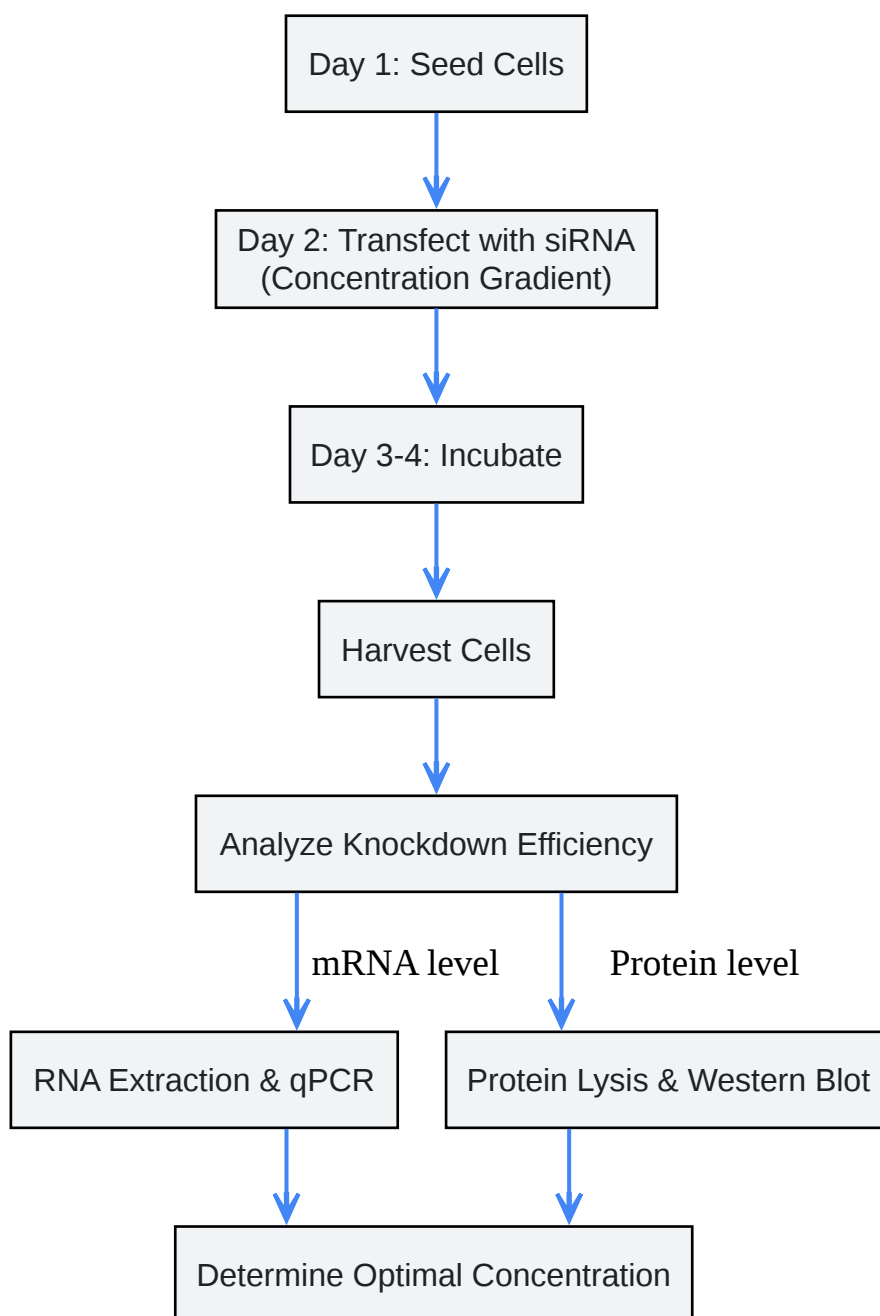 Day 1: Seed Cells
Day 2: Transfect with siRNA
(Concentration Gradient)
Day 3-4: Incubate
Harvest Cells
Analyze Knockdown Efficiency
mRNA level
Protein level
RNA Extraction & qPCR
Protein Lysis & Western Blot
Determine Optimal Concentration